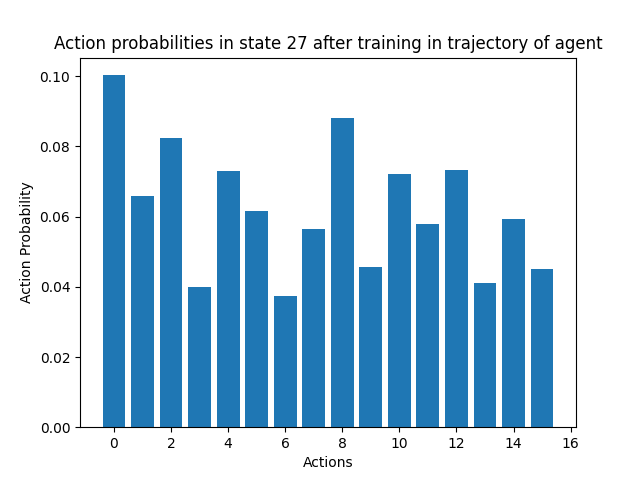 Action probabilities in state 27 after training in trajectory of agent
0.10
0.08
0.06
0.04
0.02
0.00
Action Probability
0 2 4 6 8 10 12 14 16
Actions